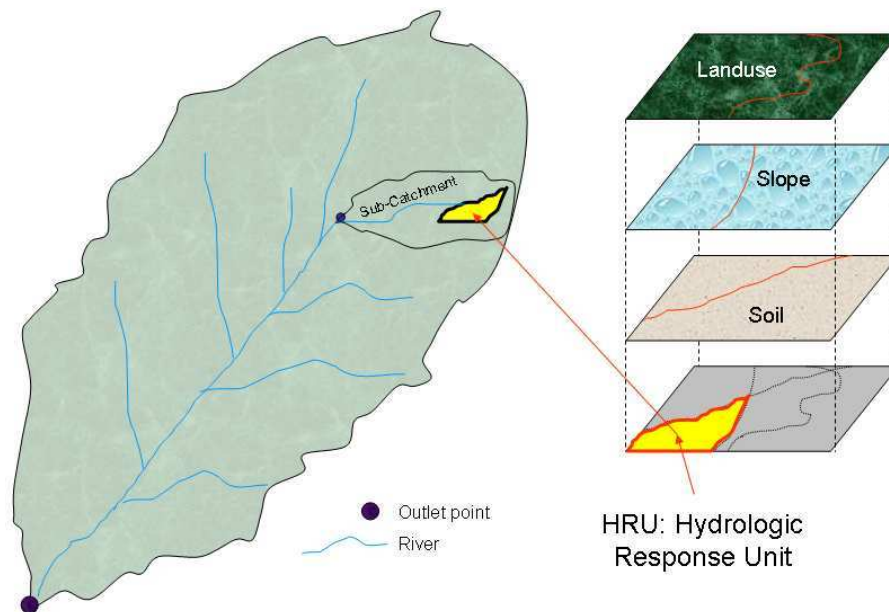 Landuse
Slope
Sub-Catchment
Soil
Outlet point
River
HRU: Hydrologic
Response Unit